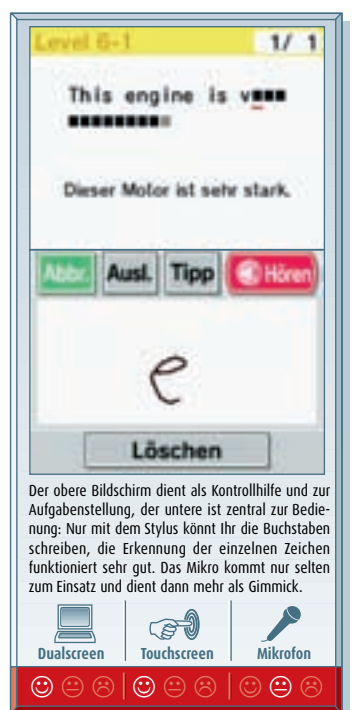 Level 6-1 1/ 1
This engine is v■■■
■■■■■■■■■
Dieser Motor ist sehr stark.
Abbr. Ausl. Tipp Hören
e
Löschen
Der obere Bildschirm dient als Kontrollhilfe und zur
Aufgabenstellung, der untere ist zentral zur Bedie-
nung: Nur mit dem Stylus könnt Ihr die Buchstaben
schreiben, die Erkennung der einzelnen Zeichen
funktioniert sehr gut. Das Mikro kommt nur selten
zum Einsatz und dient dann mehr als Gimmick.
Dualscreen Touchscreen Mikrofon